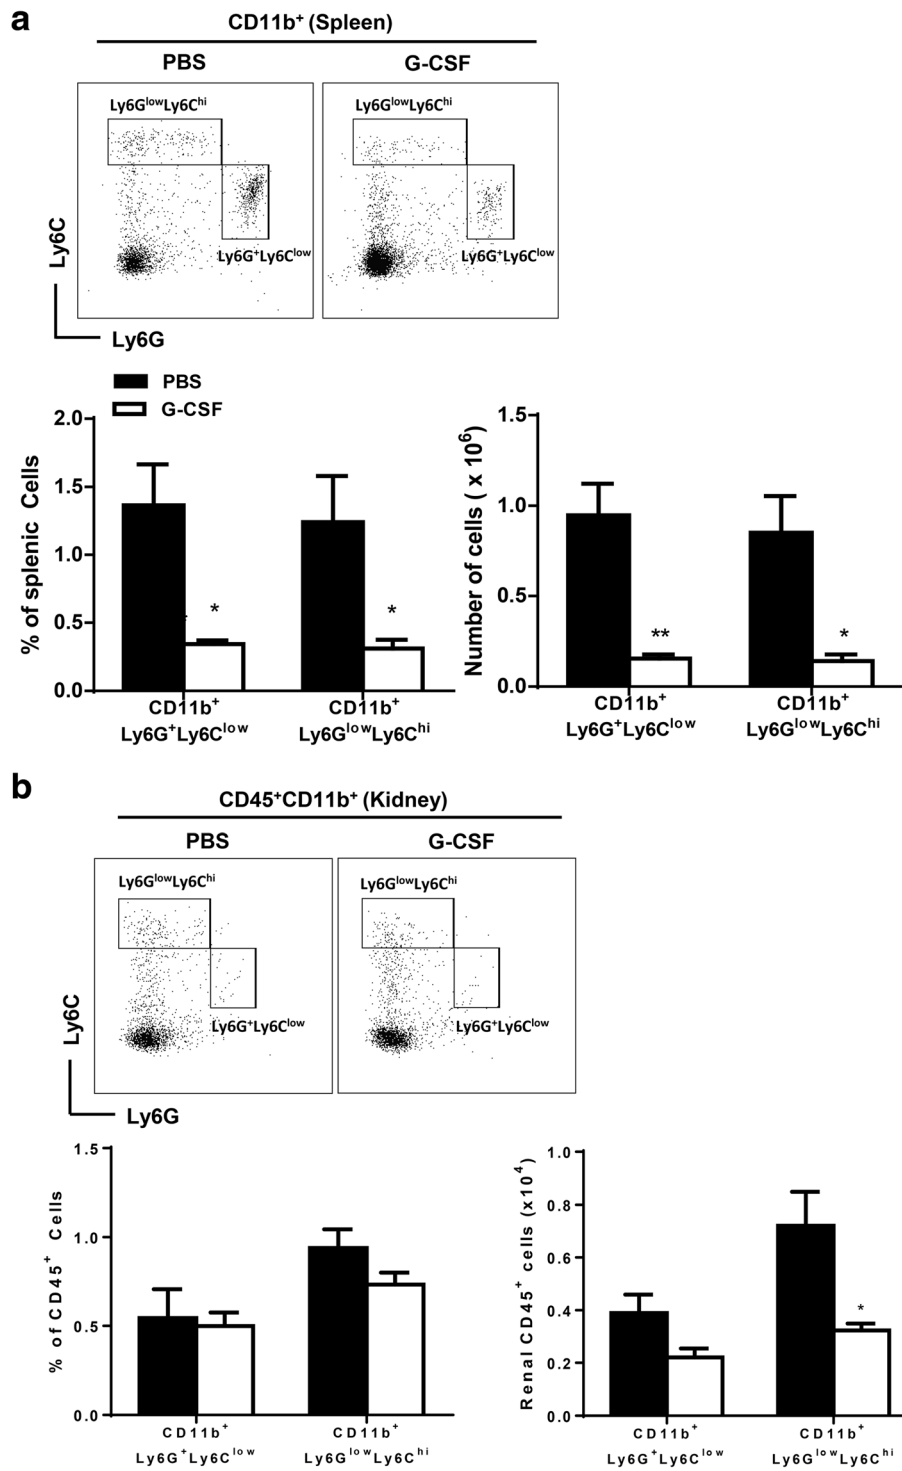 a
CD11b⁺ (Spleen)
PBS
G-CSF
Ly6GˡᵒʷLy6Cʰⁱ
Ly6GˡᵒʷLy6Cʰⁱ
Ly6G⁺Ly6Cˡᵒʷ
Ly6G⁺Ly6Cˡᵒʷ
Ly6C
Ly6G
PBS
G-CSF
% of splenic Cells
2.0
1.5
1.0
0.5
0.0
*
*
CD11b⁺
Ly6G⁺Ly6Cˡᵒʷ
CD11b⁺
Ly6GˡᵒʷLy6Cʰⁱ
Number of cells ( x 10⁶)
1.5
1.0
0.5
0.0
**
*
CD11b⁺
Ly6G⁺Ly6Cˡᵒʷ
CD11b⁺
Ly6GˡᵒʷLy6Cʰⁱ
b
CD45⁺CD11b⁺ (Kidney)
PBS
G-CSF
Ly6GˡᵒʷLy6Cʰⁱ
Ly6GˡᵒʷLy6Cʰⁱ
Ly6G⁺Ly6Cˡᵒʷ
Ly6G⁺Ly6Cˡᵒʷ
Ly6C
Ly6G
% of CD45⁺ Cells
1.5
1.0
0.5
0.0
CD11b⁺
Ly6G⁺Ly6Cˡᵒʷ
CD11b⁺
Ly6GˡᵒʷLy6Cʰⁱ
Renal CD45⁺ cells (x10⁴)
1.0
0.8
0.6
0.4
0.2
0.0
*
CD11b⁺
Ly6G⁺Ly6Cˡᵒʷ
CD11b⁺
Ly6GˡᵒʷLy6Cʰⁱ